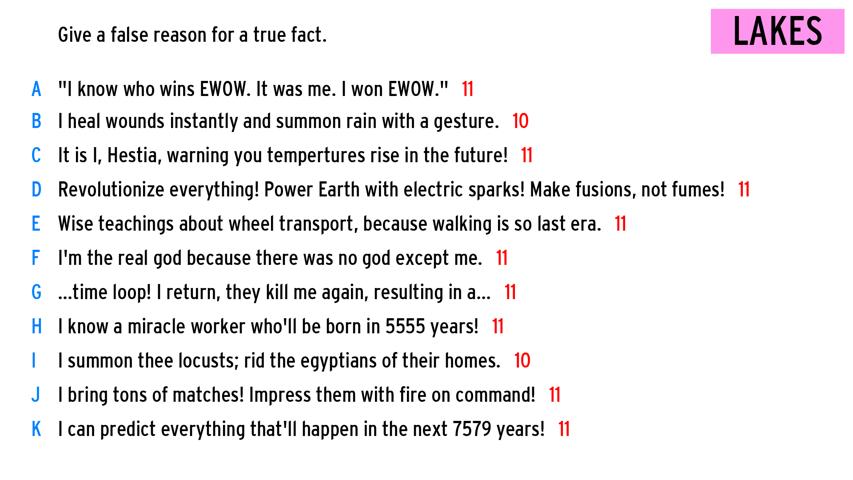 Give a false reason for a true fact.
LAKES
A "I know who wins EWOW. It was me. I won EWOW." 11
B I heal wounds instantly and summon rain with a gesture. 10
C It is I, Hestia, warning you tempertures rise in the future! 11
D Revolutionize everything! Power Earth with electric sparks! Make fusions, not fumes! 11
E Wise teachings about wheel transport, because walking is so last era. 11
F I'm the real god because there was no god except me. 11
G ...time loop! I return, they kill me again, resulting in a... 11
H I know a miracle worker who'll be born in 5555 years! 11
I I summon thee locusts; rid the egyptians of their homes. 10
J I bring tons of matches! Impress them with fire on command! 11
K I can predict everything that'll happen in the next 7579 years! 11